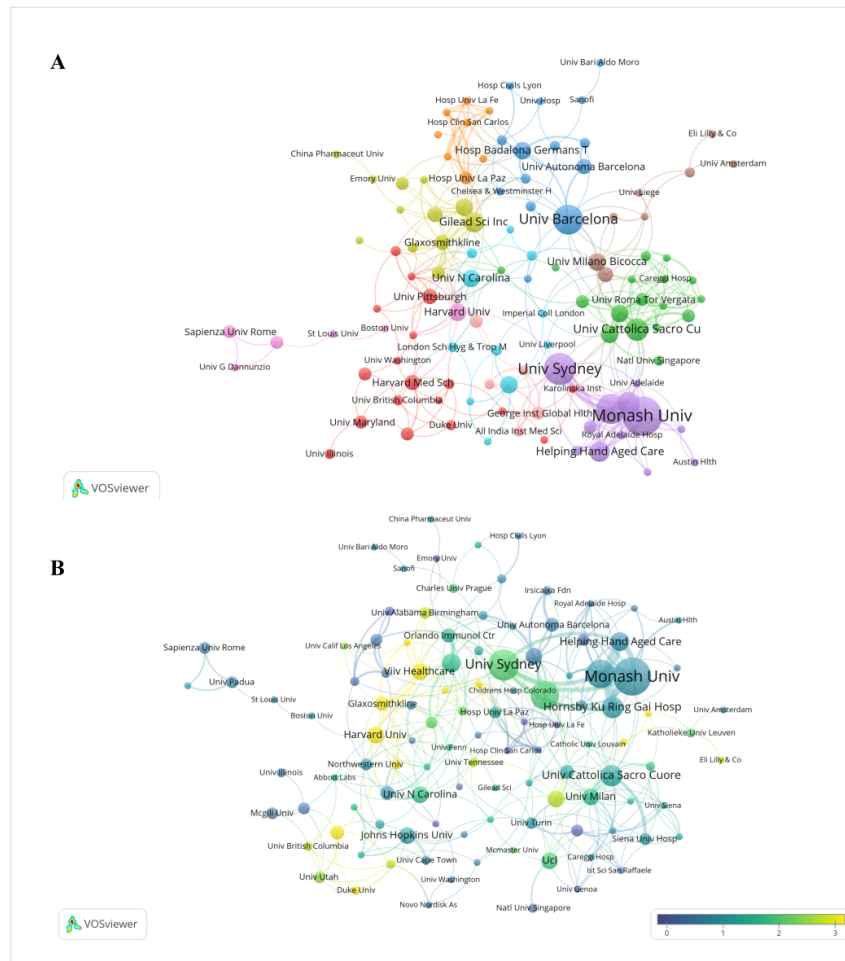 A
Univ Bari Aldo Moro
Hosp Civils Lyon
Hosp Univ La Fe
Univ Hosp
Sanofi
Hosp Clin San Carlos
Eli Lilly & Co
China Pharmaceut Univ
Hosp Badalona Germans T
Univ Autonoma Barcelona
Univ Amsterdam
Emory Univ
Hosp Univ La Paz
Chelsea & Westminster H
Univ Liege
Gilead Sci Inc
Univ Barcelona
Glaxosmithkline
Univ Milano Bicocca
Careggi Hosp
Univ N Carolina
Univ Pittsburgh
Univ Roma Tor Vergata
Harvard Univ
Imperial Coll London
Sapienza Univ Rome
St Louis Univ
Boston Univ
Univ Cattolica Sacro Cu
London Sch Hyg & Trop M
Univ Liverpool
Univ G Dannunzio
Univ Washington
Natl Univ Singapore
Univ Sydney
Harvard Med Sch
Karolinska Inst
Univ Adelaide
Univ British Columbia
George Inst Global Hlth
Monash Univ
Univ Maryland
Duke Univ
All India Inst Med Sci
Royal Adelaide Hosp
Univ Illinois
Helping Hand Aged Care
Austin Hlth
VOSviewer
B
China Pharmaceut Univ
Hosp Civils Lyon
Univ Bari Aldo Moro
Emory Univ
Sanofi
Charles Univ Prague
Irsicaixa Fdn
Royal Adelaide Hosp
Univ Alabama Birmingham
Univ Autonoma Barcelona
Austin Hlth
Orlando Immunol Ctr
Helping Hand Aged Care
Sapienza Univ Rome
Univ Calif Los Angeles
Univ Sydney
Viiv Healthcare
Monash Univ
Univ Padua
St Louis Univ
Childrens Hosp Colorado
Glaxosmithkline
Hosp Univ La Paz
Hornsby Ku Ring Gai Hosp
Univ Amsterdam
Boston Univ
Hosp Univ La Fe
Harvard Univ
Katholieke Univ Leuven
Univ Penn
Hosp Clin San Carlos
Catholic Univ Louvain
Northwestern Univ
Univ Tennessee
Eli Lilly & Co
Univ Illinois
Abbott Labs
Univ Cattolica Sacro Cuore
Gilead Sci
Univ N Carolina
Univ Milan
Univ Siena
Mcgill Univ
Univ Turin
Johns Hopkins Univ
Siena Univ Hosp
Univ British Columbia
Mcmaster Univ
Univ Cape Town
Ucl
Careggi Hosp
Ist Sci San Raffaele
Univ Utah
Univ Washington
Duke Univ
Univ Genoa
Novo Nordisk As
Natl Univ Singapore
VOSviewer
0 1 2 3